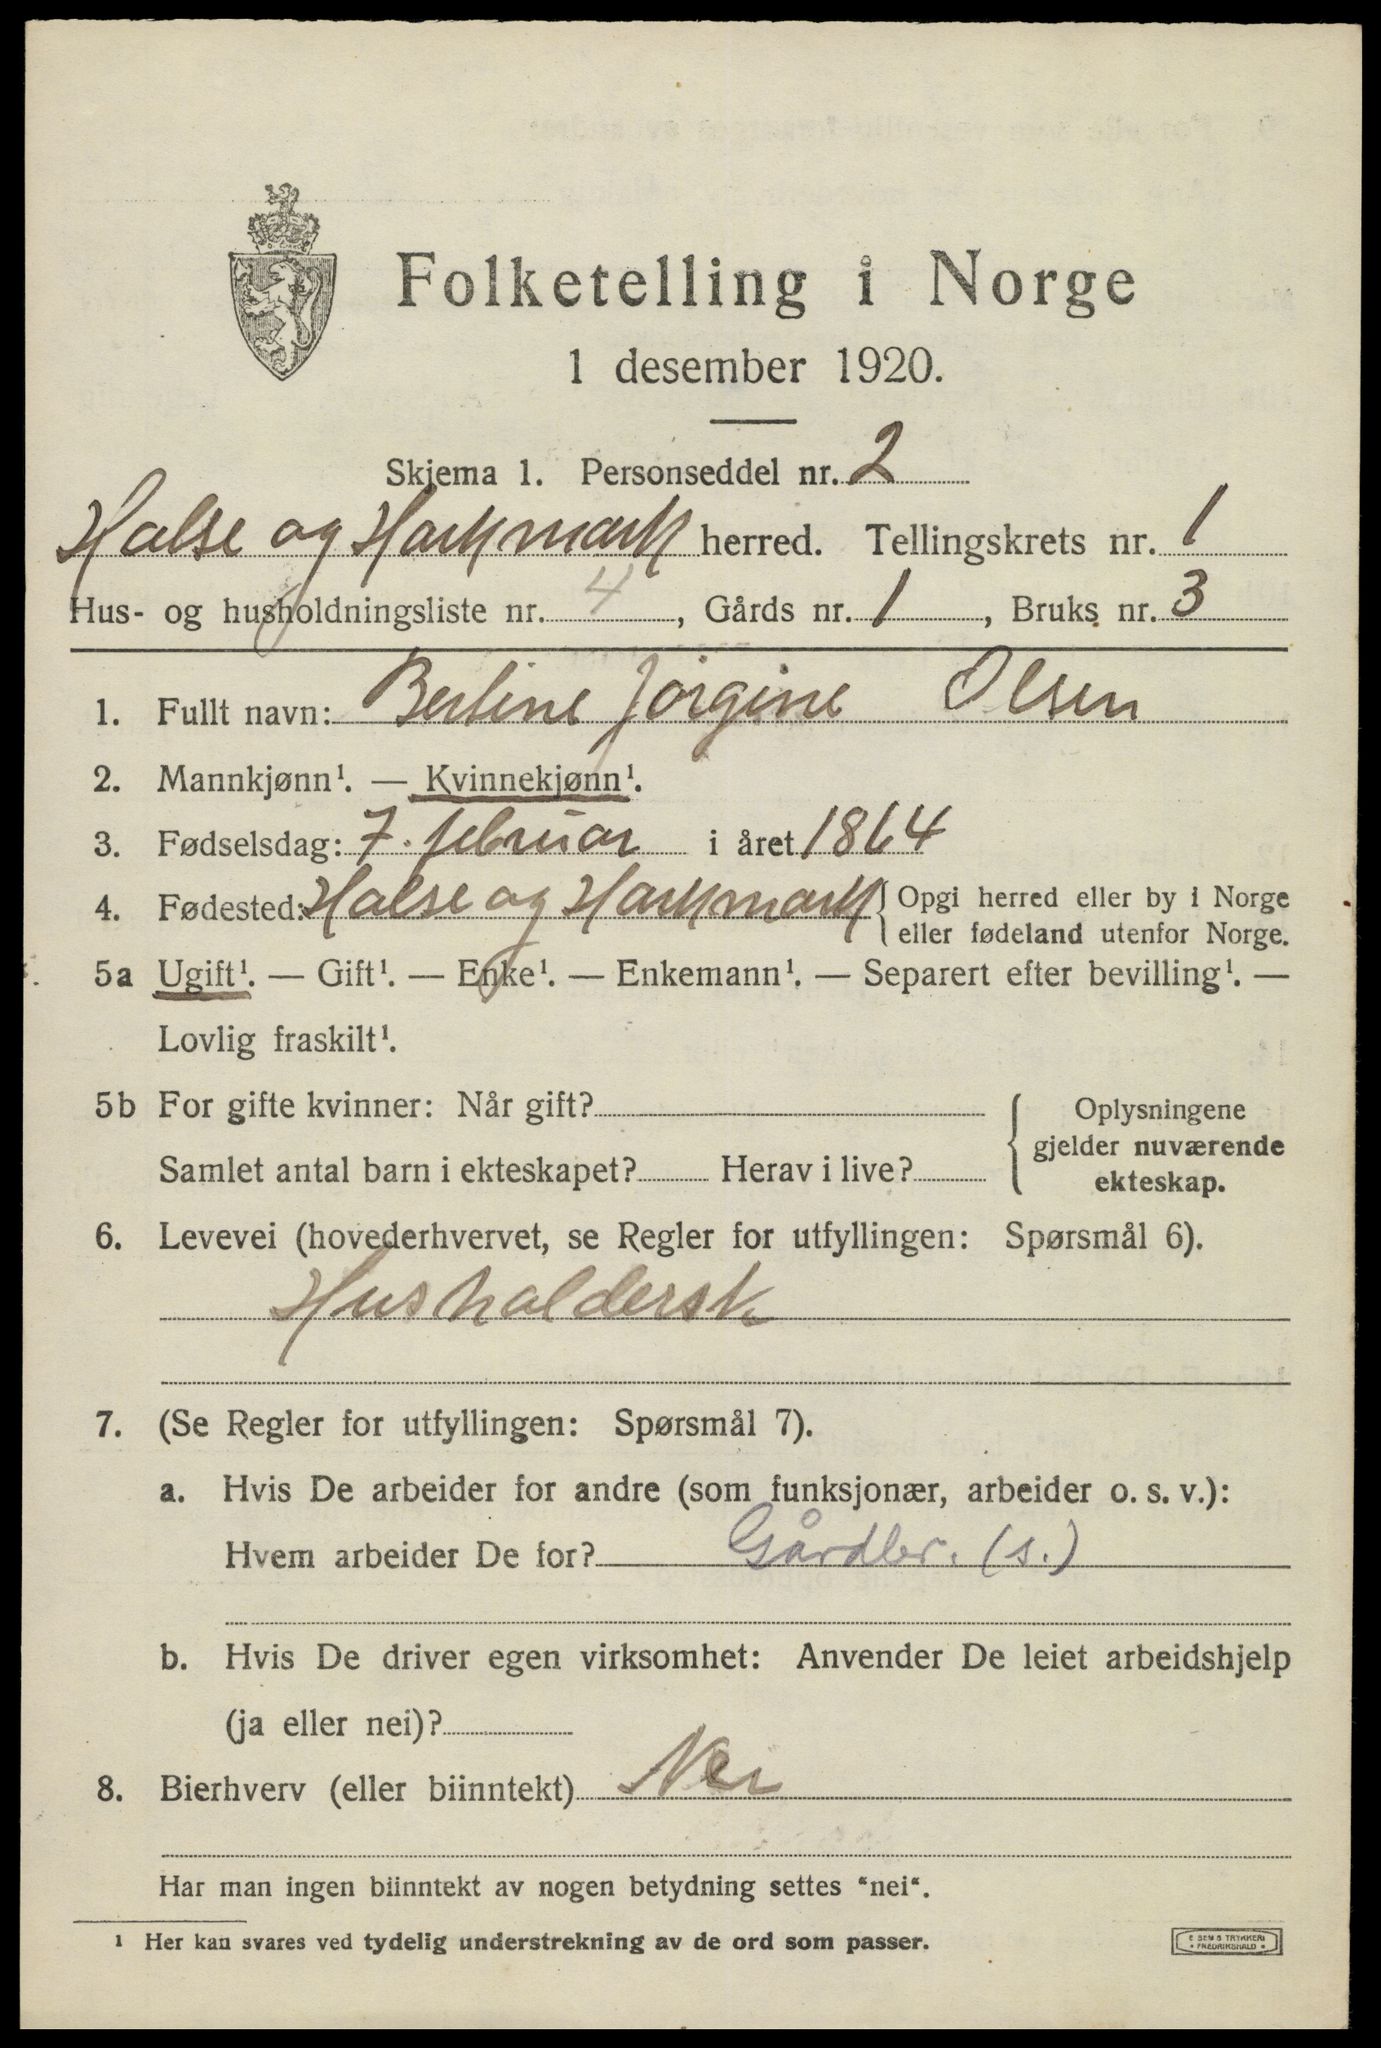 Folketelling i Norge
1 desember 1920.
Skjema 1. Personseddel nr. 2
Halse og Harkmark herred. Tellingskrets nr. 1
Hus- og husholdningsliste nr. 4, Gårds nr. 1, Bruks nr. 3
1. Fullt navn: Bertine Jørgine Olsen
2. Mannkjønn¹. — Kvinnekjønn¹.
3. Fødselsdag: 7. februar i året 1864
4. Fødested: Halse og Harkmark { Opgi herred eller by i Norge
eller fødeland utenfor Norge.
5a Ugift¹. — Gift¹. — Enke¹. — Enkemann¹. — Separert efter bevilling¹. —
Lovlig fraskilt¹.
5b For gifte kvinner: Når gift?
Samlet antal barn i ekteskapet? Herav i live?
{ Oplysningene
gjelder nuværende
ekteskap.
6. Levevei (hovederhvervet, se Regler for utfyllingen: Spørsmål 6).
Husholdersk
7. (Se Regler for utfyllingen: Spørsmål 7).
a. Hvis De arbeider for andre (som funksjonær, arbeider o. s. v.):
Hvem arbeider De for? Gårdbr. (s.)
b. Hvis De driver egen virksomhet: Anvender De leiet arbeidshjelp
(ja eller nei)?
8. Bierhverv (eller biinntekt) Nei
Har man ingen biinntekt av nogen betydning settes "nei".
¹ Her kan svares ved tydelig understrekning av de ord som passer.
E SEM S TRYKKERI
• FREDRIKSHALD •